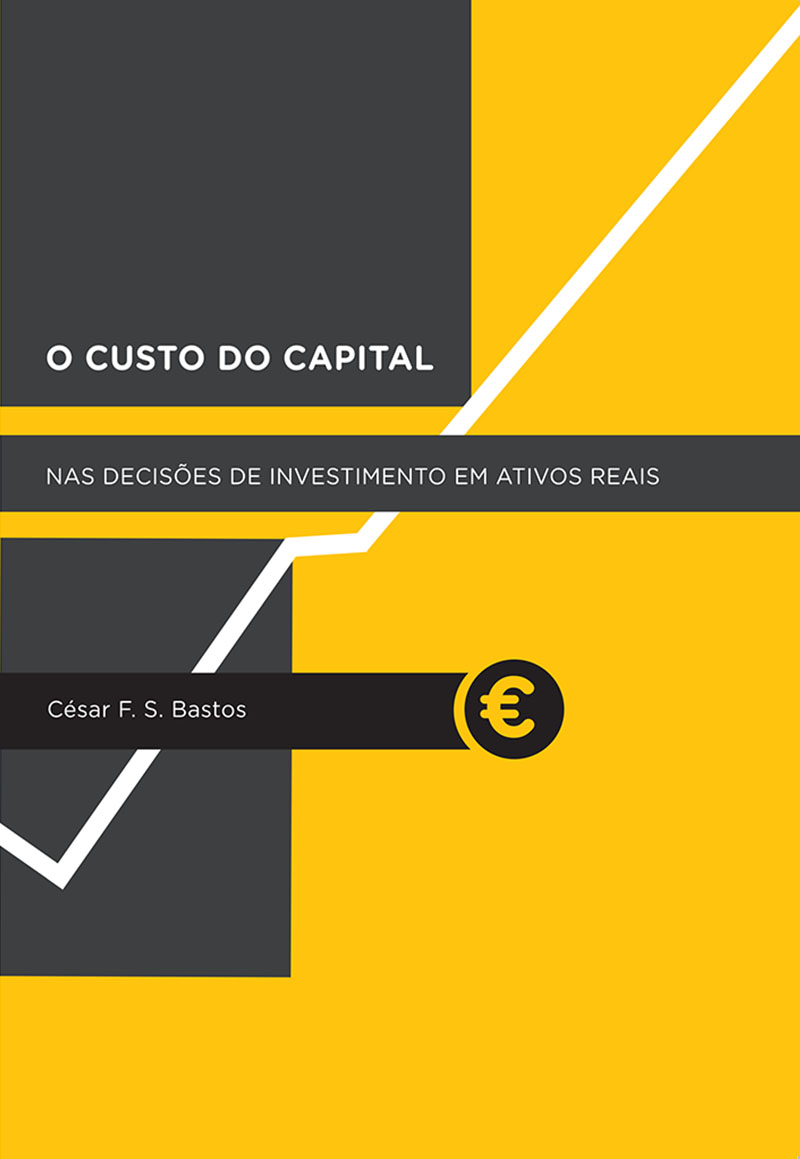 O CUSTO DO CAPITAL
NAS DECISÕES DE INVESTIMENTO EM ATIVOS REAIS
César F. S. Bastos
€